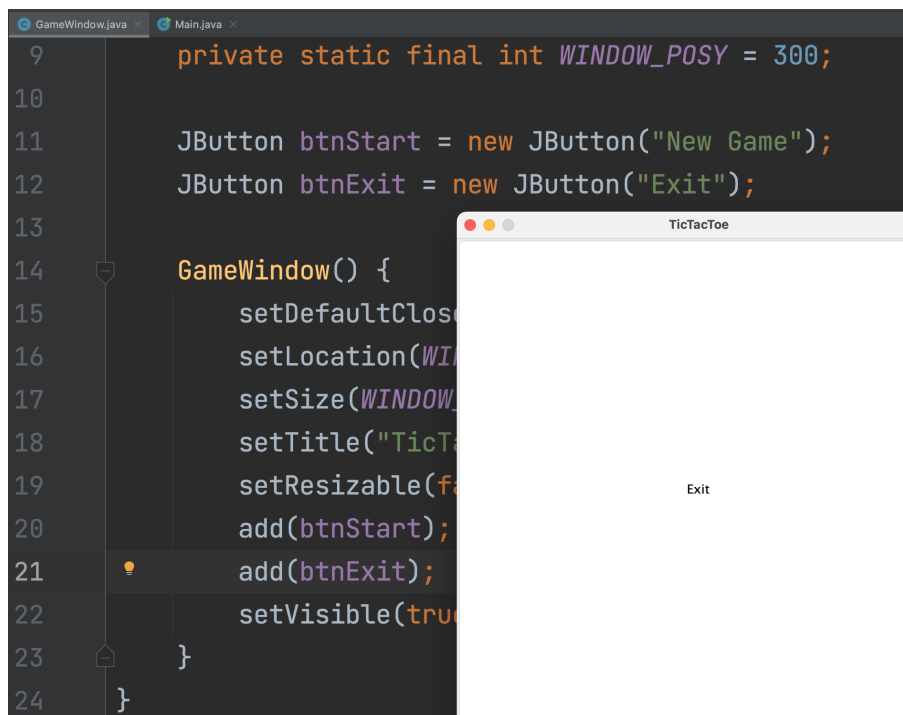 GameWindow.java × Main.java ×
9 private static final int WINDOW_POSY = 300;
10
11 JButton btnStart = new JButton("New Game");
12 JButton btnExit = new JButton("Exit");
13
TicTacToe
14 GameWindow() {
15 setDefaultClos
16 setLocation(WI
17 setSize(WINDOW_
18 setTitle("TicTa
19 setResizable(fa
Exit
20 add(btnStart);
21 add(btnExit);
22 setVisible(tru
23 }
24 }